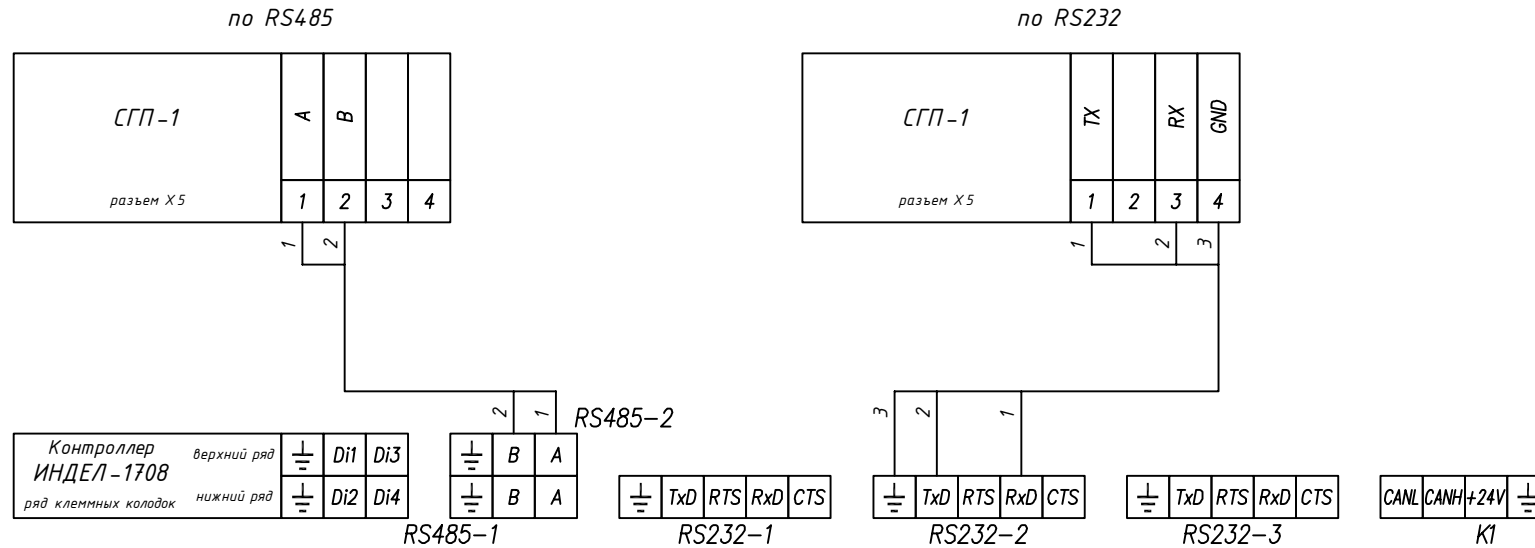 по RS485
по RS232
СГП-1
A
B
разъем X5
1
2
3
4
1
2
СГП-1
TX
RX
GND
разъем X5
1
2
3
4
1
2
3
2
1
RS485-2
3
2
1
Контроллер
ИНДЕЛ-1708
ряд клеммных колодок
верхний ряд
Di1
Di3
нижний ряд
Di2
Di4
B
A
B
A
RS485-1
TxD RTS RxD CTS
RS232-1
TxD RTS RxD CTS
RS232-2
TxD RTS RxD CTS
RS232-3
CANL CANH +24V
K1